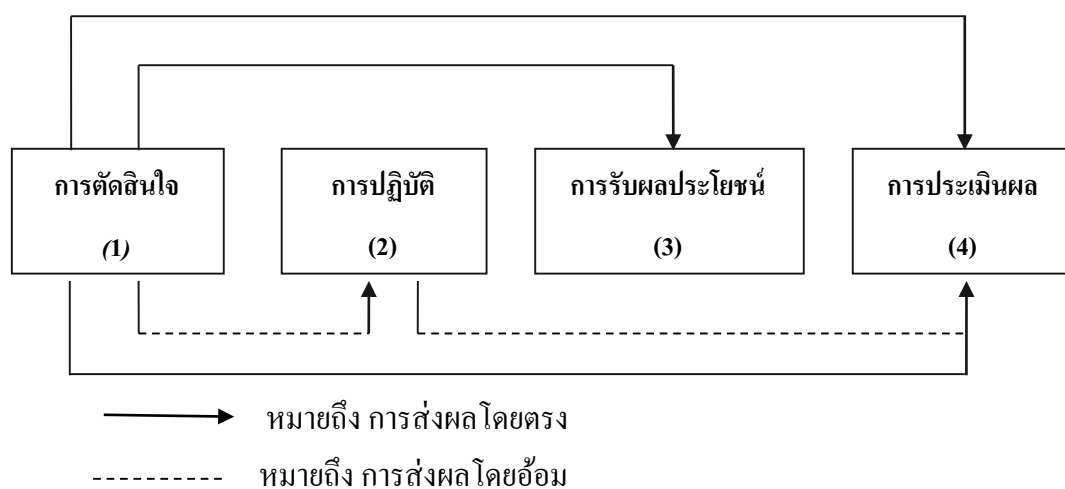 การตัดสินใจ
(1)
การปฏิบัติ
(2)
การรับผลประโยชน์
(3)
การประเมินผล
(4)
หมายถึง การส่งผลโดยตรง
หมายถึง การส่งผลโดยอ้อม